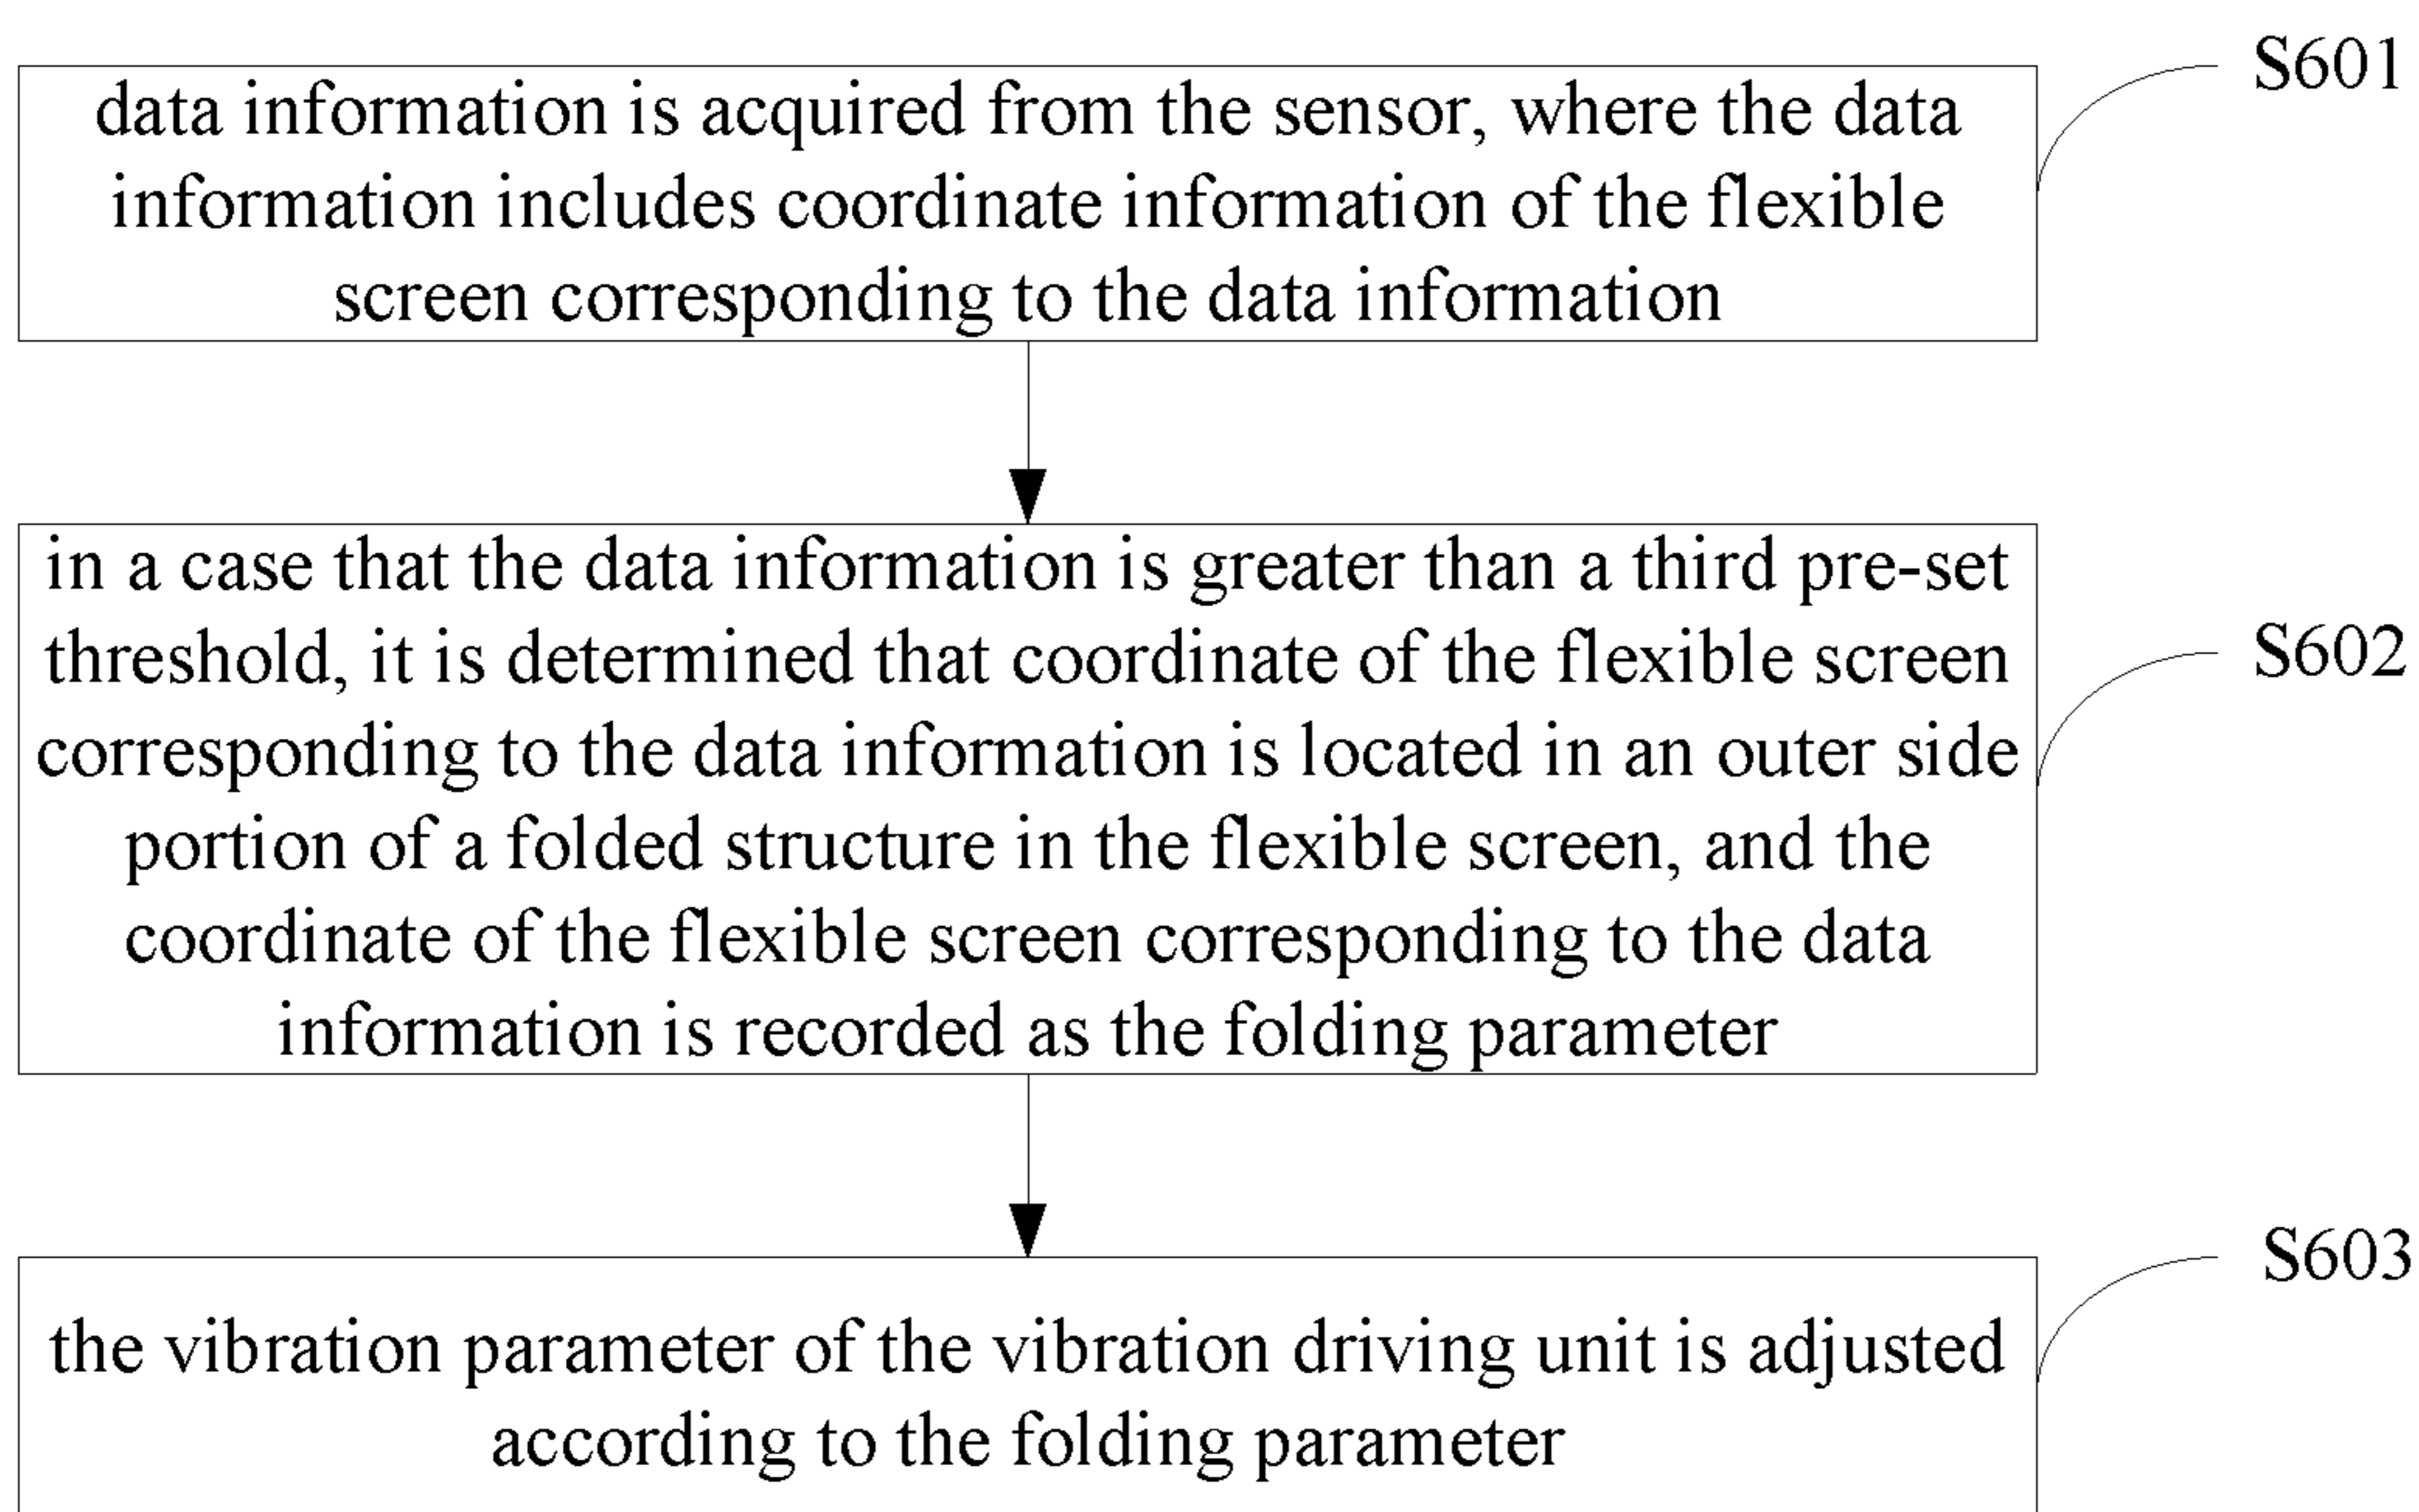 S601
data information is acquired from the sensor, where the data
information includes coordinate information of the flexible
screen corresponding to the data information
in a case that the data information is greater than a third pre-set
threshold, it is determined that coordinate of the flexible screen
S602
corresponding to the data information is located in an outer side
portion of a folded structure in the flexible screen, and the
coordinate of the flexible screen corresponding to the data
information is recorded as the folding parameter
S603
the vibration parameter of the vibration driving unit is adjusted
according to the folding parameter